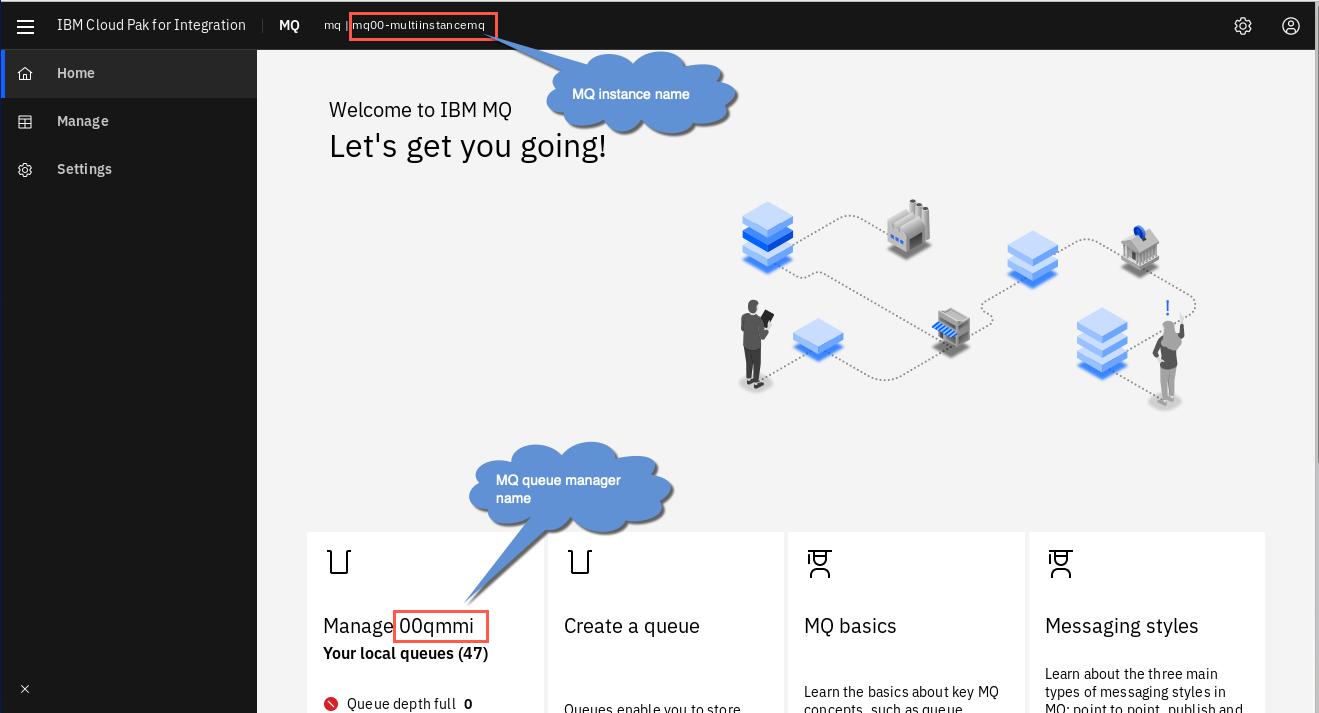 IBM Cloud Pak for Integration MQ mq | mq00-multiinstancemq
Home
Manage
Settings
MQ instance name
Welcome to IBM MQ
Let's get you going!
!
MQ queue manager
name
Manage 00qmmi
Your local queues (47)
Queue depth full 0
Create a queue
Queues enable you to store
MQ basics
Learn the basics about key MQ
concepts, such as queue
Messaging styles
Learn about the three main
types of messaging styles in
MQ: point to point, publish and